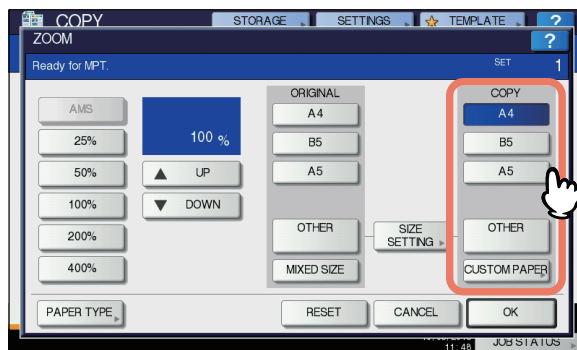 COPY
STORAGE
SETTINGS
TEMPLATE
?
ZOOM
?
Ready for MPT.
SET
1
ORIGINAL
COPY
AMS
100 %
A4
A4
25%
B5
B5
50%
UP
A5
A5
100%
DOWN
200%
OTHER
SIZE
SETTING
OTHER
400%
MIXED SIZE
CUSTOM PAPER
PAPER TYPE
RESET
CANCEL
OK
11:48
JOB STATUS